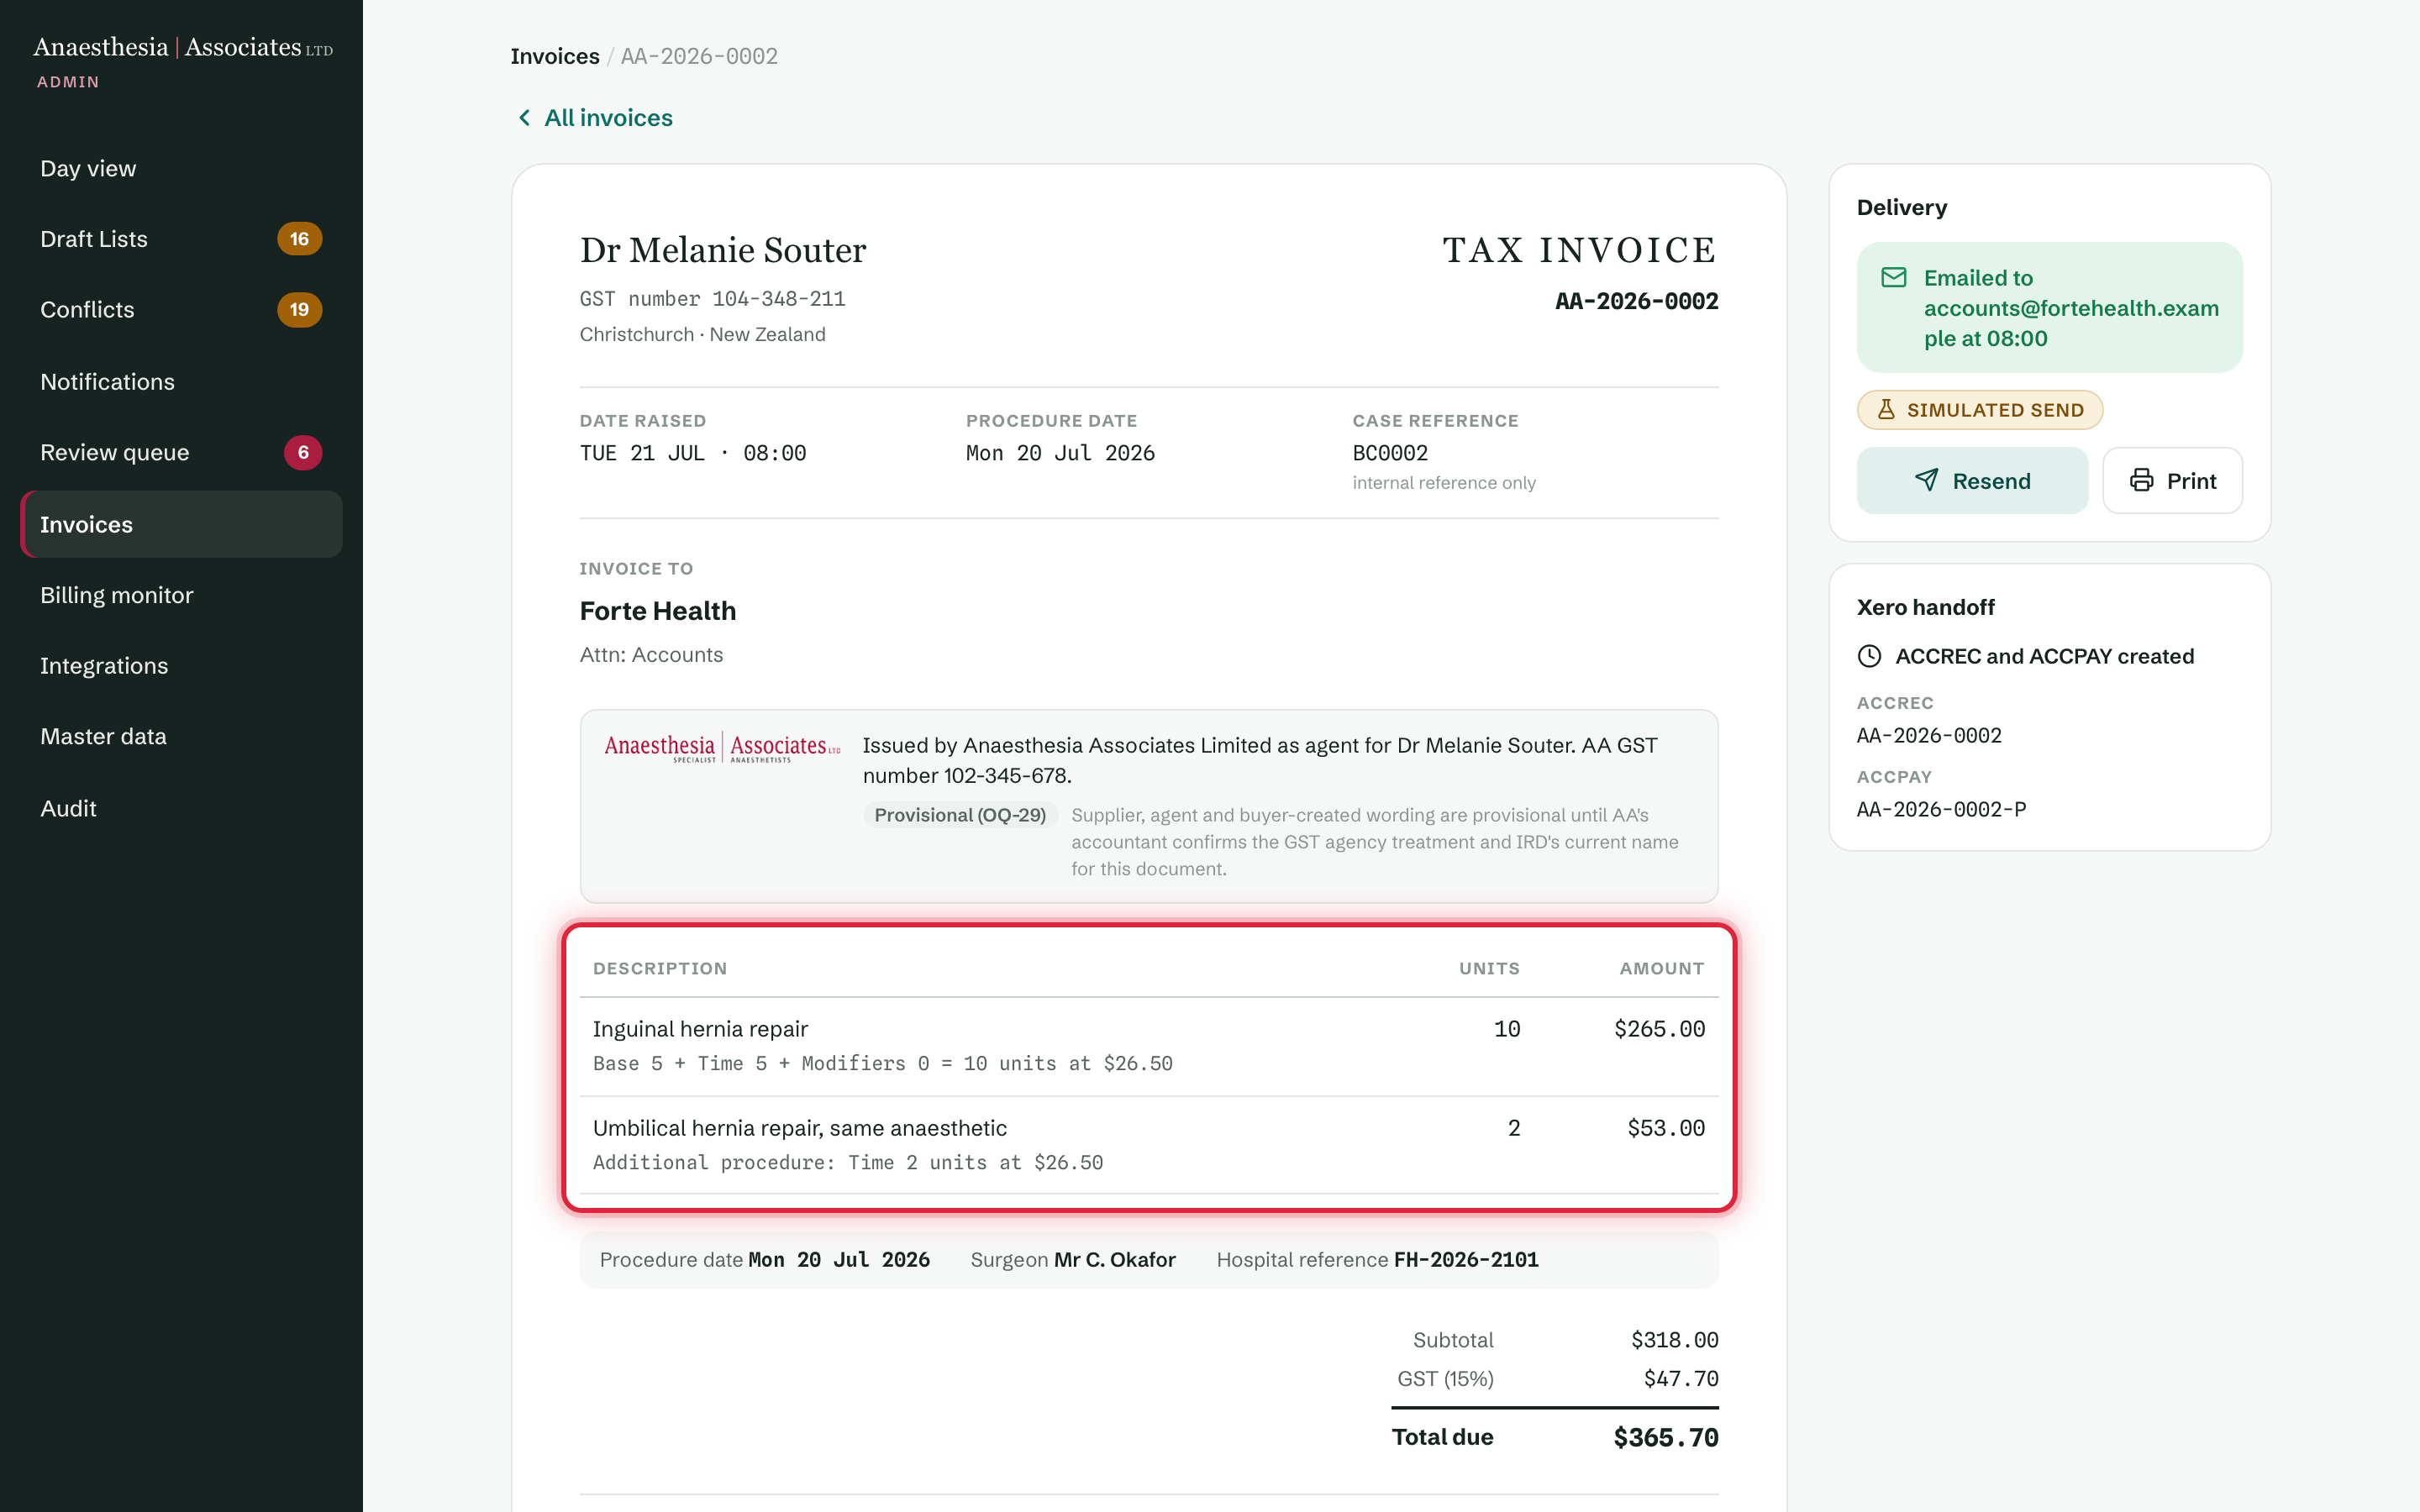 Anaesthesia | Associates LTD
ADMIN
Day view
Draft Lists 16
Conflicts 19
Notifications
Review queue 6
Invoices
Billing monitor
Integrations
Master data
Audit
Invoices / AA-2026-0002
All invoices
Dr Melanie Souter
GST number 104-348-211
Christchurch · New Zealand
TAX INVOICE
AA-2026-0002
DATE RAISED
TUE 21 JUL · 08:00
PROCEDURE DATE
Mon 20 Jul 2026
CASE REFERENCE
BC0002
internal reference only
INVOICE TO
Forte Health
Attn: Accounts
Anaesthesia | Associates LTD
SPECIALIST ANAESTHETISTS
Issued by Anaesthesia Associates Limited as agent for Dr Melanie Souter. AA GST
number 102-345-678.
Provisional (OQ-29)
Supplier, agent and buyer-created wording are provisional until AA's
accountant confirms the GST agency treatment and IRD's current name
for this document.
DESCRIPTION UNITS AMOUNT
Inguinal hernia repair 10 $265.00
Base 5 + Time 5 + Modifiers 0 = 10 units at $26.50
Umbilical hernia repair, same anaesthetic 2 $53.00
Additional procedure: Time 2 units at $26.50
Procedure date Mon 20 Jul 2026 Surgeon Mr C. Okafor Hospital reference FH-2026-2101
Subtotal $318.00
GST (15%) $47.70
Total due $365.70
Delivery
Emailed to
accounts@fortehealth.exam
ple at 08:00
SIMULATED SEND
Resend
Print
Xero handoff
ACCREC and ACCPAY created
ACCREC
AA-2026-0002
ACCPAY
AA-2026-0002-P